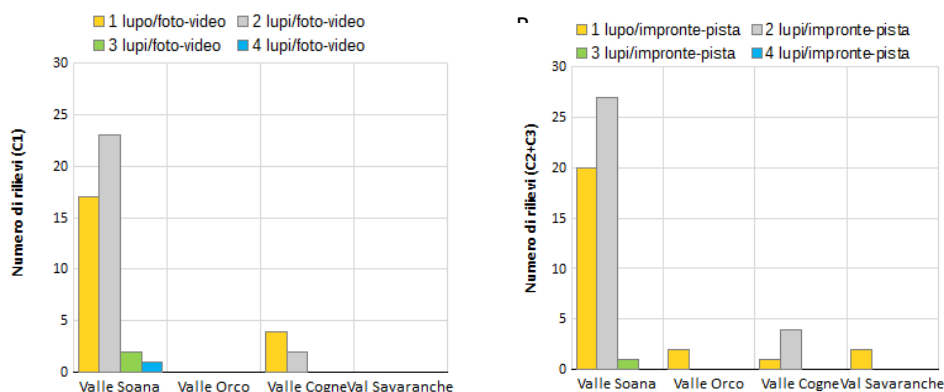 1 lupo/foto-video 2 lupi/foto-video
3 lupi/foto-video 4 lupi/foto-video
30
25
20
15
10
5
0
Numero di rilievi (C1)
Valle Soana Valle Orco Valle Cogne Val Savaranche
1 lupo/impronte-pista 2 lupi/impronte-pista
3 lupi/impronte-pista 4 lupi/impronte-pista
30
25
20
15
10
5
0
Numero di rilievi (C2+C3)
Valle Soana Valle Orco Valle Cogne Val Savaranche